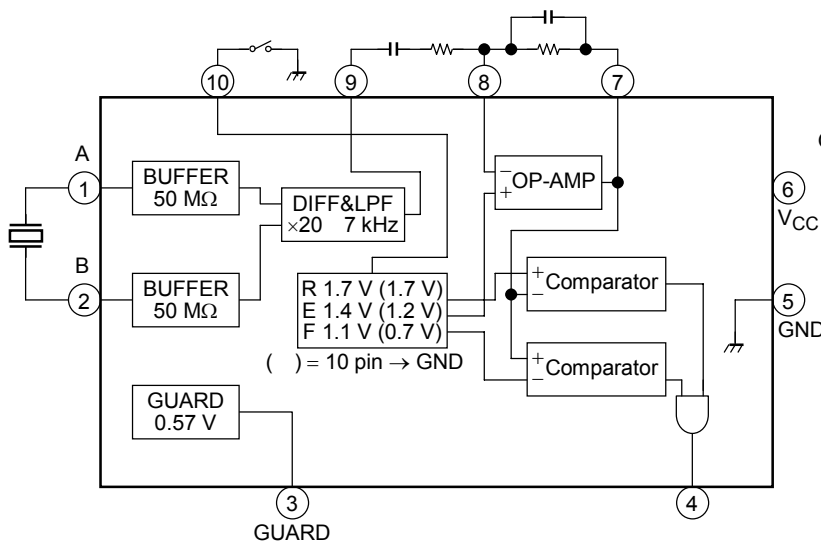 10
9
8
7
A
1
BUFFER
50 MΩ
DIFF&LPF
×20 7 kHz
−
+
OP-AMP
6
VCC
B
2
BUFFER
50 MΩ
R 1.7 V (1.7 V)
E 1.4 V (1.2 V)
F 1.1 V (0.7 V)
( ) = 10 pin → GND
+
−
Comparator
5
GND
+
−
Comparator
GUARD
0.57 V
3
GUARD
4